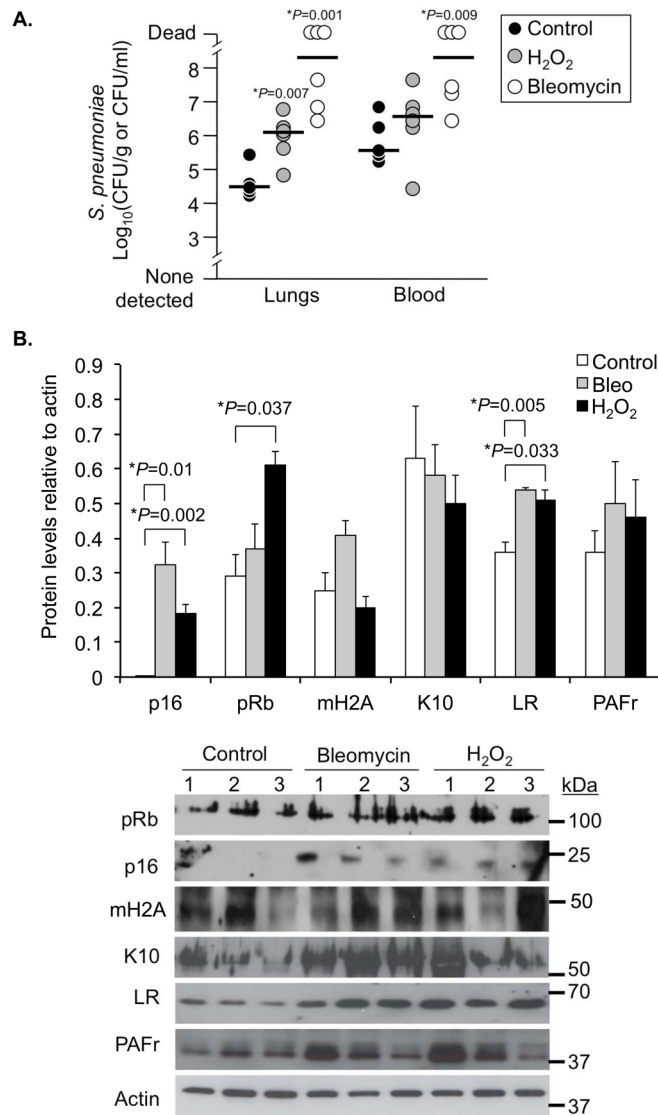 A.
*P=0.001
*P=0.009
Dead
8
7
6
5
4
3
None
detected
S. pneumoniae
Log10(CFU/g or CFU/ml)
*P=0.007
Lungs
Blood
Control
H2O2
Bleomycin
B.
Protein levels relative to actin
0.9
0.8
0.7
0.6
0.5
0.4
0.3
0.2
0.1
0
Control
Bleo
H2O2
*P=0.037
*P=0.01
*P=0.002
*P=0.005
*P=0.033
p16 pRb mH2A K10 LR PAFr
Control Bleomycin H2O2
1 2 3 1 2 3 1 2 3 kDa
pRb 100
p16 25
mH2A 50
K10 50
LR 70
PAFr 37
Actin 37